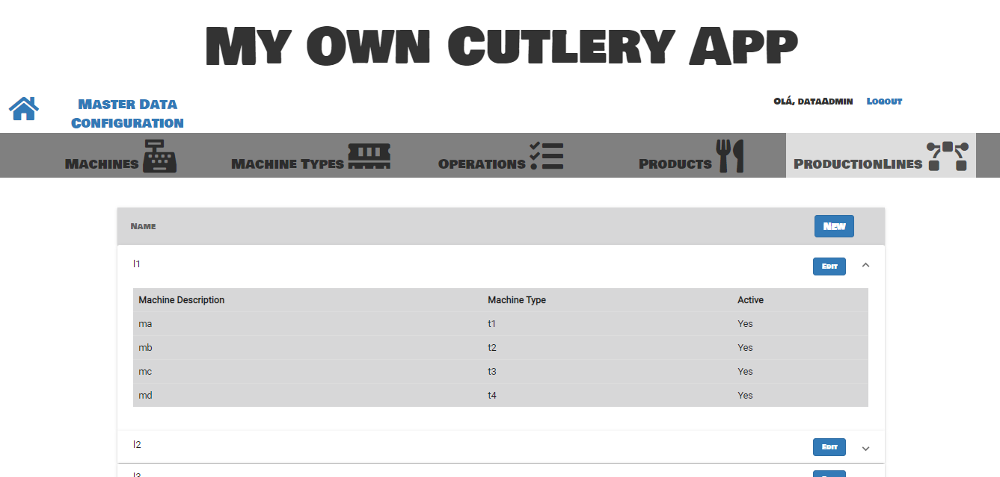 My Own Cutlery App
Master Data
Configuration
Olá, dataAdmin Logout
Machines Machine Types Operations Products ProductionLines
Name New
l1 Edit
Machine Description Machine Type Active
ma t1 Yes
mb t2 Yes
mc t3 Yes
md t4 Yes
l2 Edit
l3